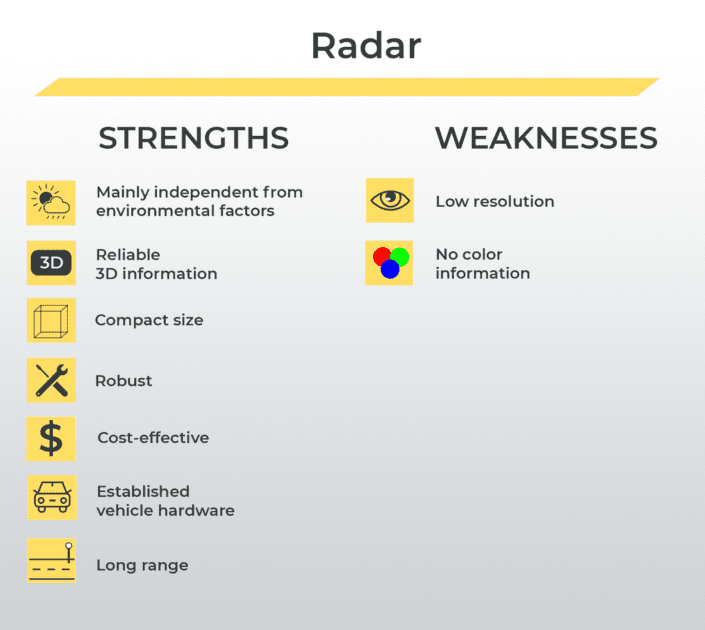 Radar
STRENGTHS
Mainly independent from
environmental factors
3D
Reliable
3D information
Compact size
Robust
$
Cost-effective
Established
vehicle hardware
Long range
WEAKNESSES
Low resolution
No color
information